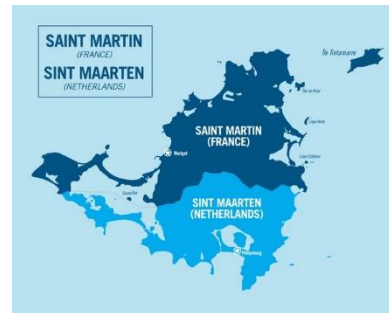 SAINT MARTIN
(FRANCE)
SINT MAARTEN
(NETHERLANDS)
Île Tintamarre
SAINT MARTIN
(FRANCE)
Marigot
SINT MAARTEN
(NETHERLANDS)
Philipsburg